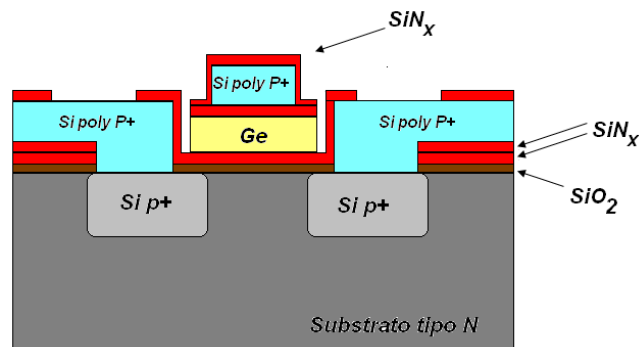 SiNX
Si poly P+
Si poly P+
Si poly P+
Ge
SiNX
SiO2
Si p+
Si p+
Substrato tipo N